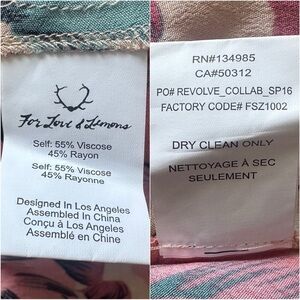 For Love & Lemons
Self: 55% Viscose
45% Rayon
Self: 55% Viscose
45% Rayonne
Designed In Los Angeles
Assembled In China
Conçu à Los Angeles
Assemblé en Chine
RN#134985
CA#50312
PO# REVOLVE_COLLAB_SP16
FACTORY CODE# FSZ1002
DRY CLEAN ONLY
NETTOYAGE À SEC
SEULEMENT